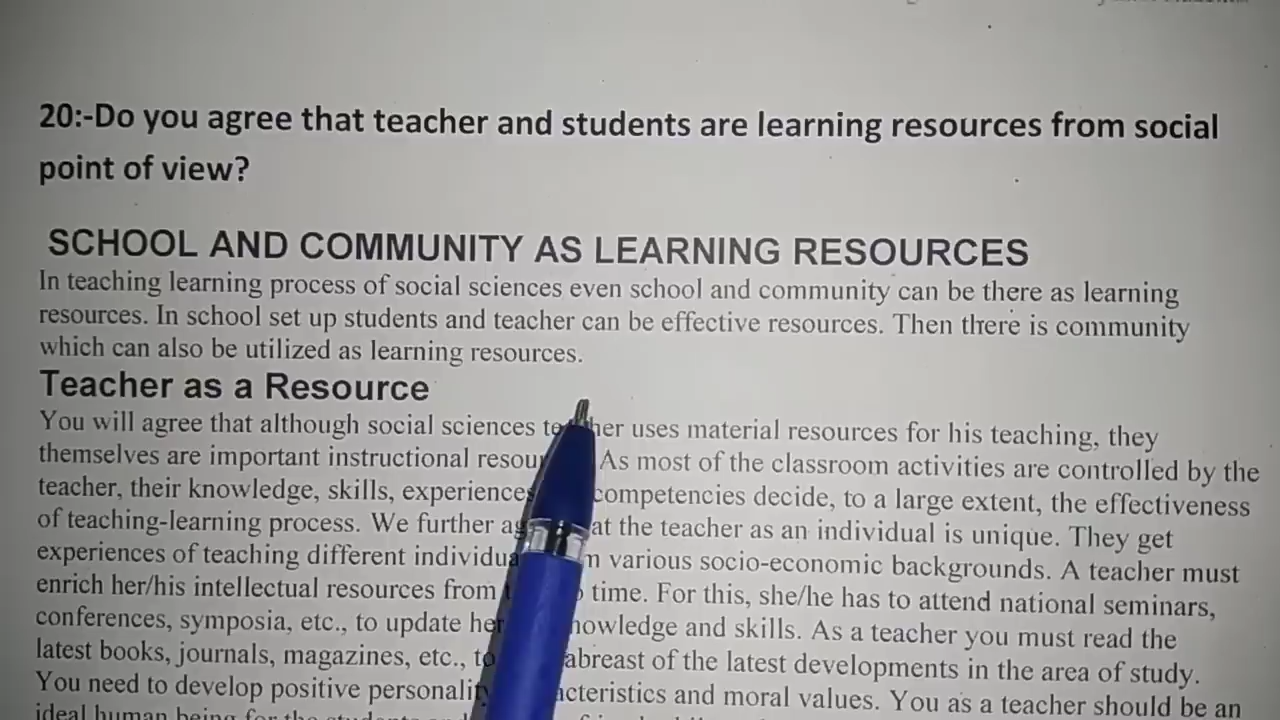 20:-Do you agree that teacher and students are learning resources from social
point of view?
SCHOOL AND COMMUNITY AS LEARNING RESOURCES
In teaching learning process of social sciences even school and community can be there as learning
resources. In school set up students and teacher can be effective resources. Then there is community
which can also be utilized as learning resources.
Teacher as a Resource
You will agree that although social sciences teacher uses material resources for his teaching, they
themselves are important instructional As most of the classroom activities are controlled by the
teacher, their knowledge, skills, experiences competencies decide, to a large extent, the effectiveness
of teaching-learning process. We further the teacher as an individual is unique. They get
experiences of teaching different various socio-economic backgrounds. A teacher must
enrich her/his intellectual resources from time. For this, she/he has to attend national seminars,
conferences, symposia, etc., to update knowledge and skills. As a teacher you must read the
latest books, journals, magazines, etc., abreast of the latest developments in the area of study.
You need to develop positive and moral values. You as a teacher should be an
ideal human being for the students